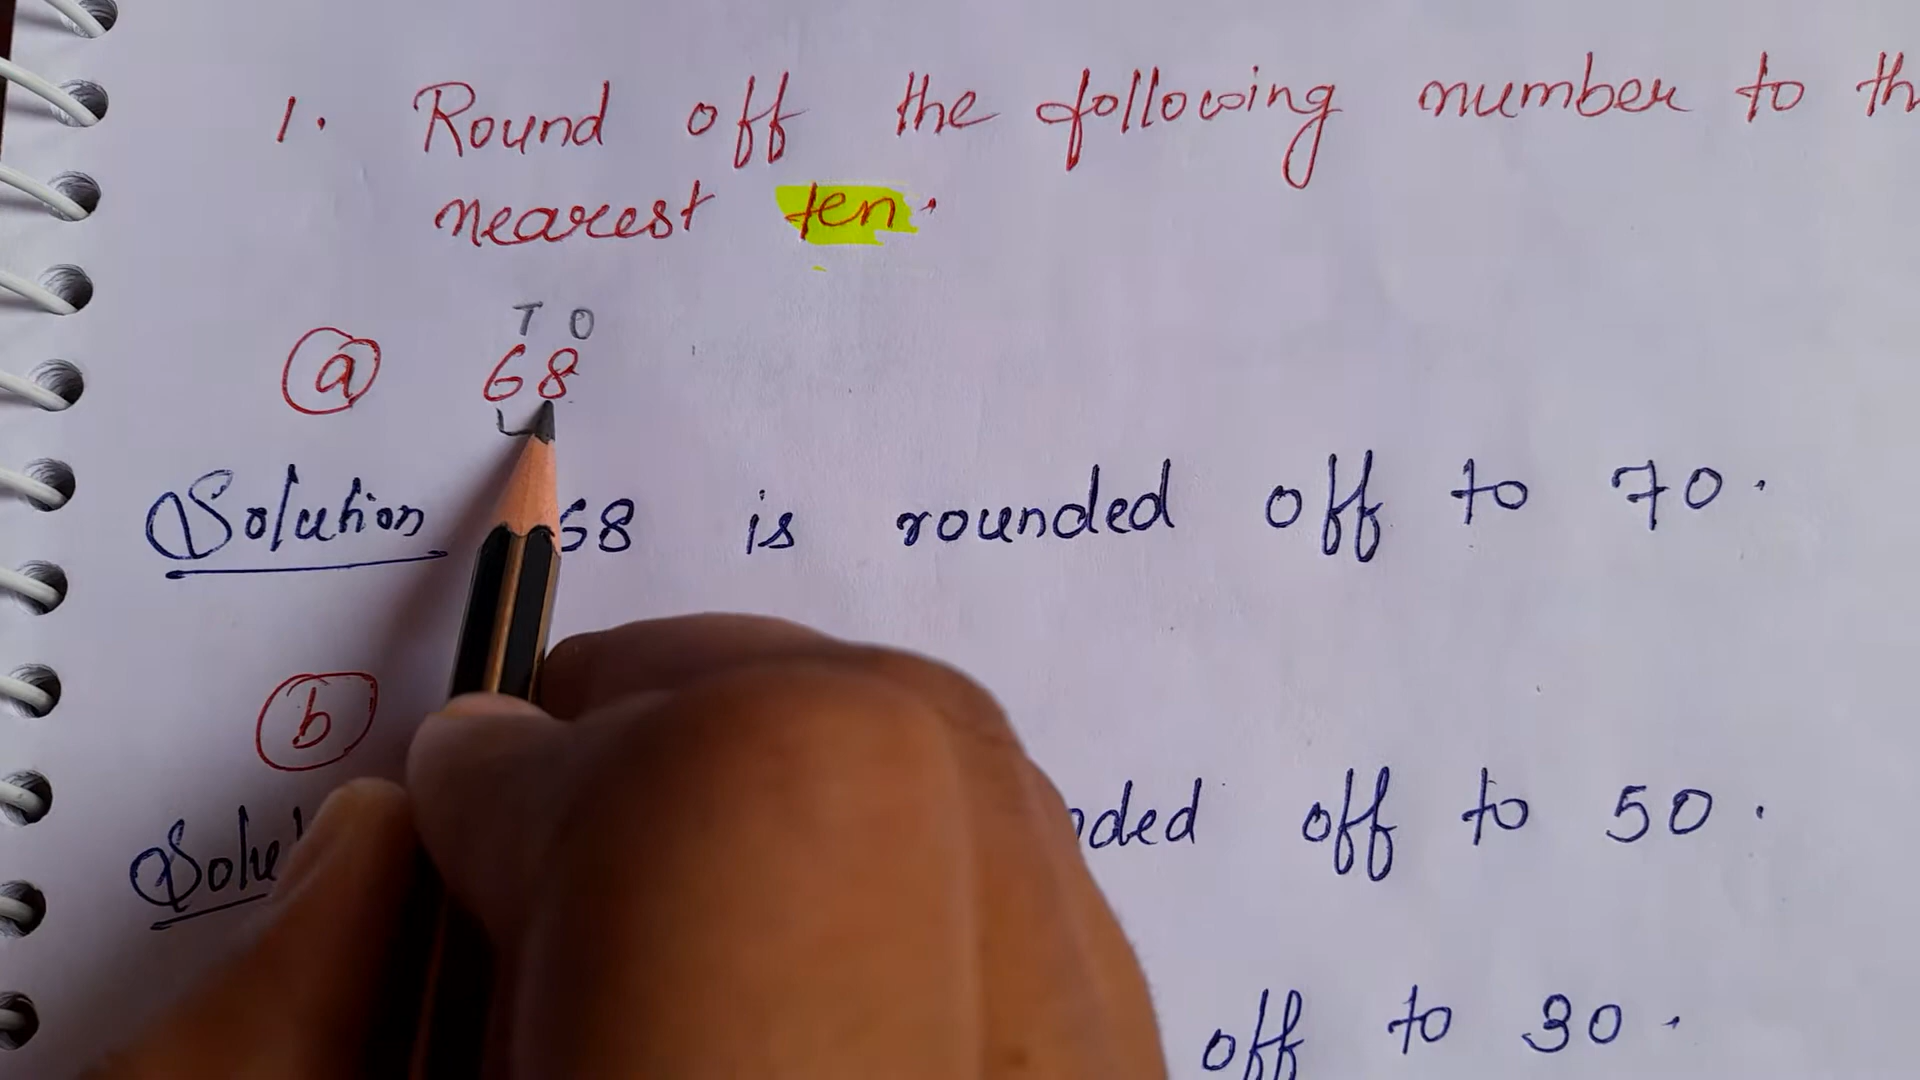 1. Round off the following number to th
nearest ten.
T O
a 68
Solution 68 is rounded off to 70.
b
off to 50.
off to 30.